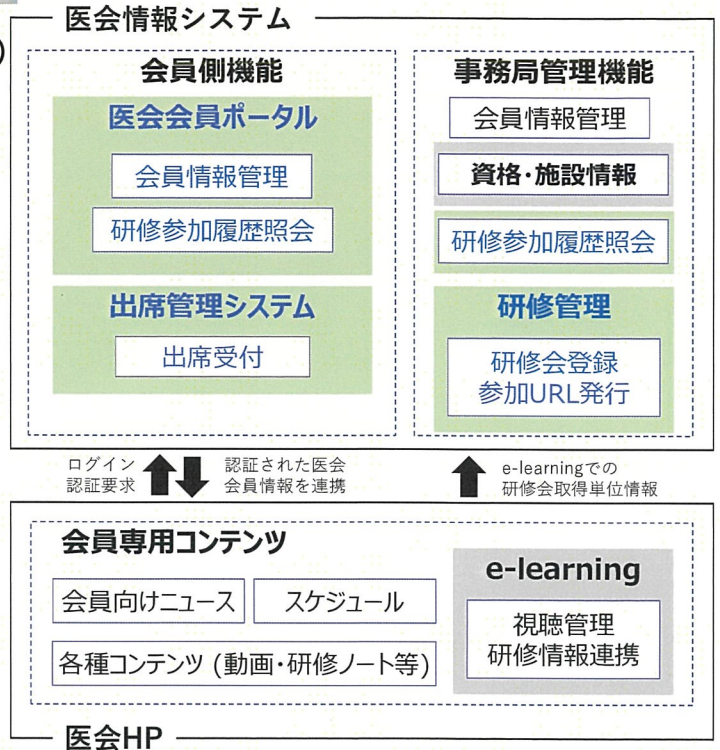 医会情報システム
)
会員側機能
医会会員ポータル
会員情報管理
研修参加履歴照会
出席管理システム
出席受付
事務局管理機能
会員情報管理
資格・施設情報
研修参加履歴照会
研修管理
研修会登録
参加URL発行
ログイン
認証要求
認証された医会
会員情報を連携
e-learningでの
研修会取得単位情報
会員専用コンテンツ
会員向けニュース
スケジュール
各種コンテンツ (動画・研修ノート等)
e-learning
視聴管理
研修情報連携
医会HP